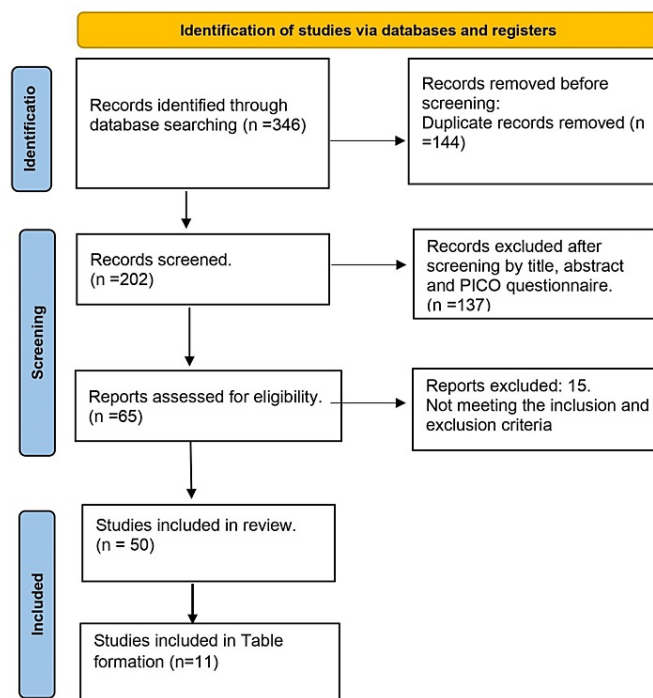 Identification of studies via databases and registers
Identificatio
Records identified through
database searching (n =346)
Records removed before
screening:
Duplicate records removed (n
=144)
Screening
Records screened.
(n =202)
Records excluded after
screening by title, abstract
and PICO questionnaire.
(n =137)
Reports assessed for eligibility.
(n =65)
Reports excluded: 15.
Not meeting the inclusion and
exclusion criteria
Included
Studies included in review.
(n = 50)
Studies included in Table
formation (n=11)